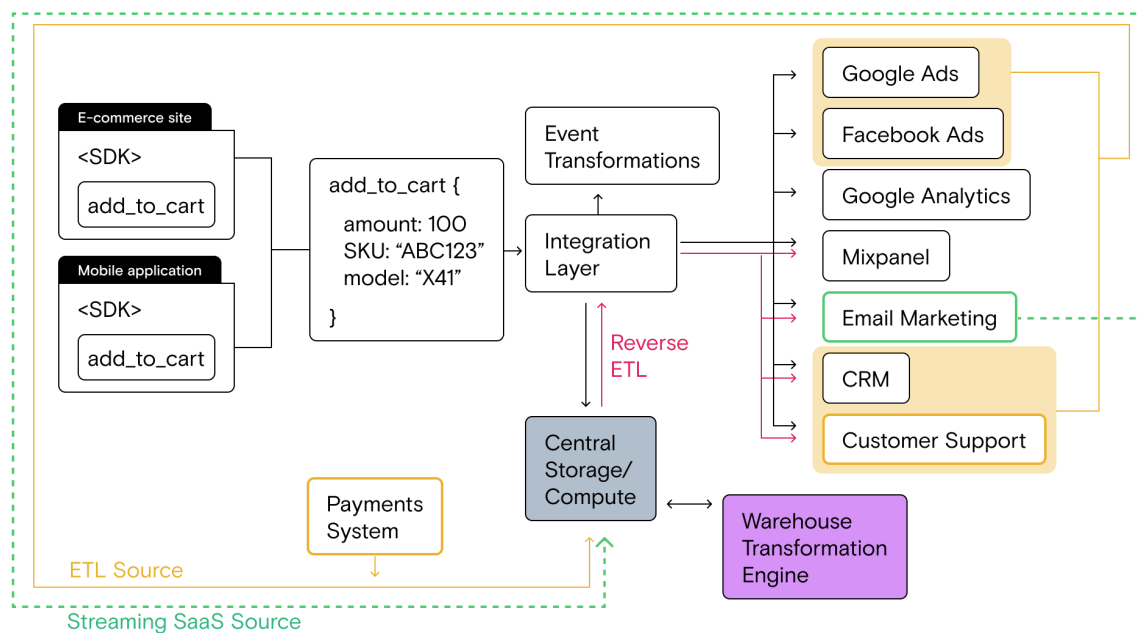 E-commerce site
<SDK>
add_to_cart
Mobile application
<SDK>
add_to_cart
add_to_cart {
amount: 100
SKU: “ABC123”
model: “X41”
}
Event
Transformations
Integration
Layer
Reverse
ETL
Central
Storage/
Compute
Warehouse
Transformation
Engine
Payments
System
Google Ads
Facebook Ads
Google Analytics
Mixpanel
Email Marketing
CRM
Customer Support
ETL Source
Streaming SaaS Source